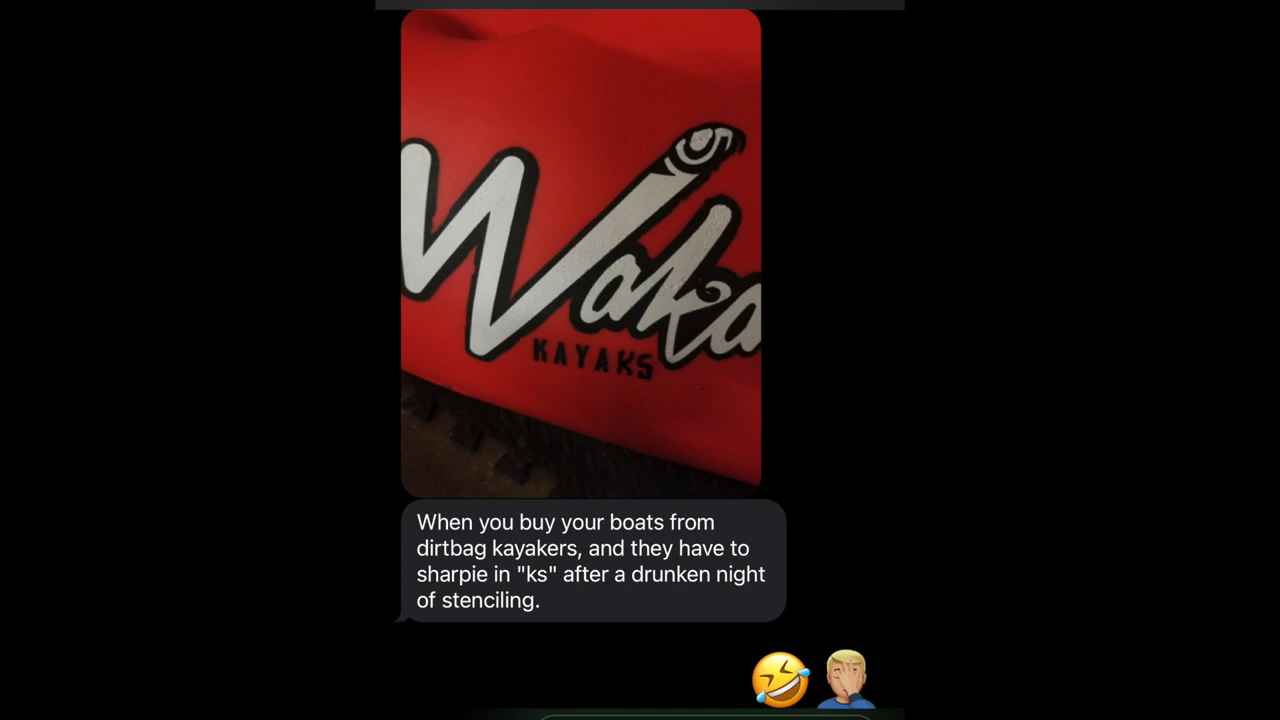 Waka
KAYAKS
When you buy your boats from
dirtbag kayakers, and they have to
sharpie in "ks" after a drunken night
of stenciling.
🤣 🤦🏼‍♂️